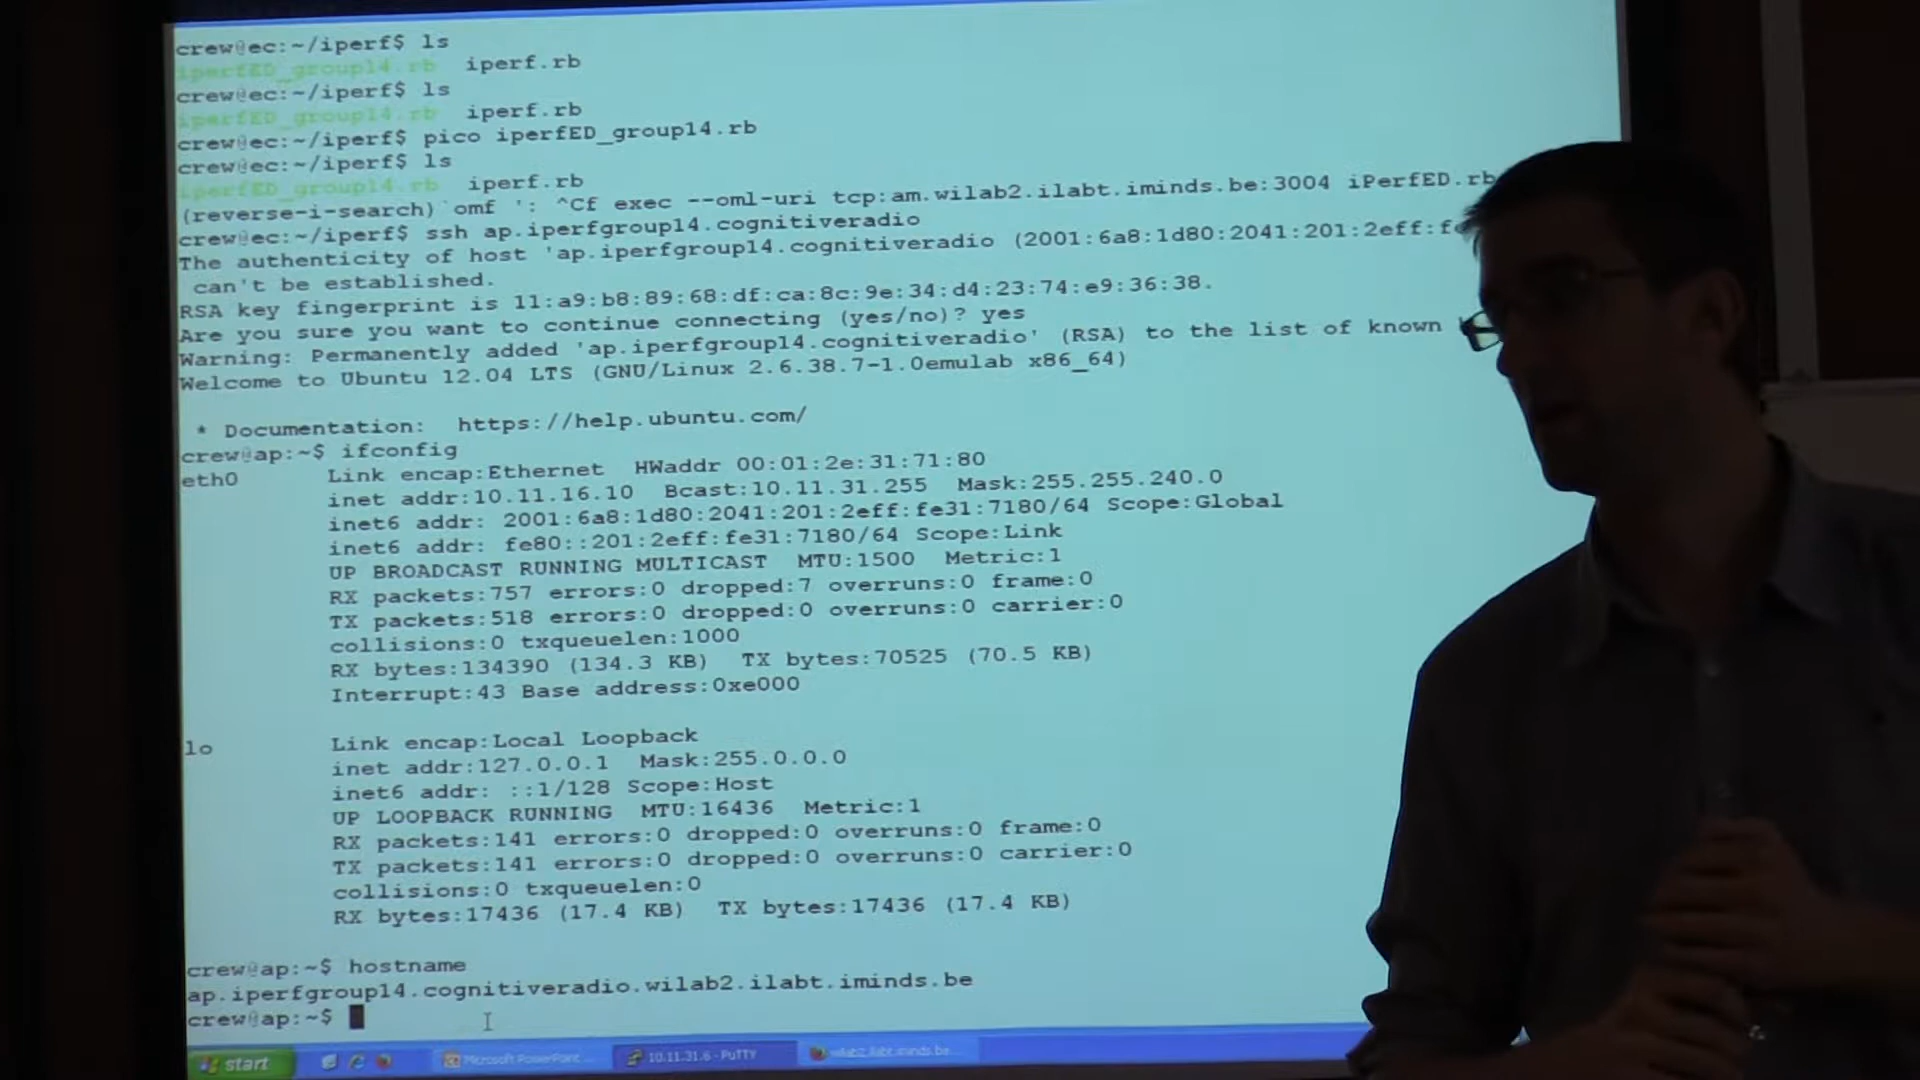 crew@ec:~/iperf$ ls
iperfED_group14.rb  iperf.rb
crew@ec:~/iperf$ ls
iperfED_group14.rb  iperf.rb
crew@ec:~/iperf$ pico iperfED_group14.rb
crew@ec:~/iperf$ ls
iperfED_group14.rb  iperf.rb
(reverse-i-search)`omf ': ^Cf exec --oml-uri tcp:am.wilab2.ilabt.iminds.be:3004 iPerfED.rb
crew@ec:~/iperf$ ssh ap.iperfgroup14.cognitiveradio
The authenticity of host 'ap.iperfgroup14.cognitiveradio (2001:6a8:1d80:2041:201:2eff:fe
can't be established.
RSA key fingerprint is 11:a9:b8:89:68:df:ca:8c:9e:34:d4:23:74:e9:36:38.
Are you sure you want to continue connecting (yes/no)? yes
Warning: Permanently added 'ap.iperfgroup14.cognitiveradio' (RSA) to the list of known
Welcome to Ubuntu 12.04 LTS (GNU/Linux 2.6.38.7-1.0emulab x86_64)
* Documentation:  https://help.ubuntu.com/
crew@ap:~$ ifconfig
eth0      Link encap:Ethernet  HWaddr 00:01:2e:31:71:80
inet addr:10.11.16.10  Bcast:10.11.31.255  Mask:255.255.240.0
inet6 addr: 2001:6a8:1d80:2041:201:2eff:fe31:7180/64 Scope:Global
inet6 addr: fe80::201:2eff:fe31:7180/64 Scope:Link
UP BROADCAST RUNNING MULTICAST  MTU:1500  Metric:1
RX packets:757 errors:0 dropped:7 overruns:0 frame:0
TX packets:518 errors:0 dropped:0 overruns:0 carrier:0
collisions:0 txqueuelen:1000
RX bytes:134390 (134.3 KB)  TX bytes:70525 (70.5 KB)
Interrupt:43 Base address:0xe000
lo        Link encap:Local Loopback
inet addr:127.0.0.1  Mask:255.0.0.0
inet6 addr: ::1/128 Scope:Host
UP LOOPBACK RUNNING  MTU:16436  Metric:1
RX packets:141 errors:0 dropped:0 overruns:0 frame:0
TX packets:141 errors:0 dropped:0 overruns:0 carrier:0
collisions:0 txqueuelen:0
RX bytes:17436 (17.4 KB)  TX bytes:17436 (17.4 KB)
crew@ap:~$ hostname
ap.iperfgroup14.cognitiveradio.wilab2.ilabt.iminds.be
crew@ap:~$
start  Microsoft PowerPoint ...  10.11.31.6 - PuTTY  wilab2.ilabt.iminds.be...